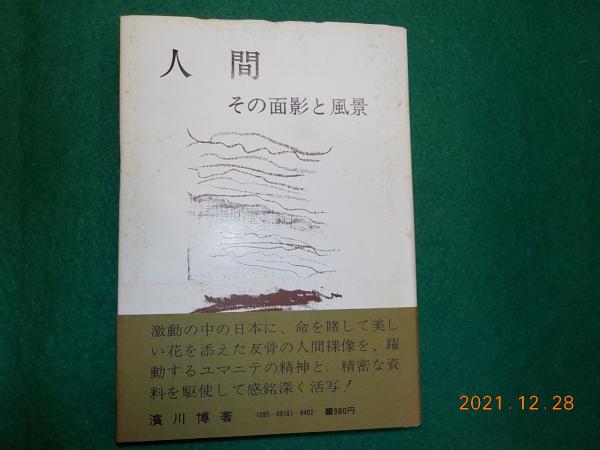 人間
その面影と風景
激動の中の日本に、命を賭して美し
い花を添えた反骨の人間裸像を、躍
動するユマニテの精神と、精密な資
料を駆使して感銘深く活写！
濱川博著 1095-09181-8402 ■980円
2021.12.28